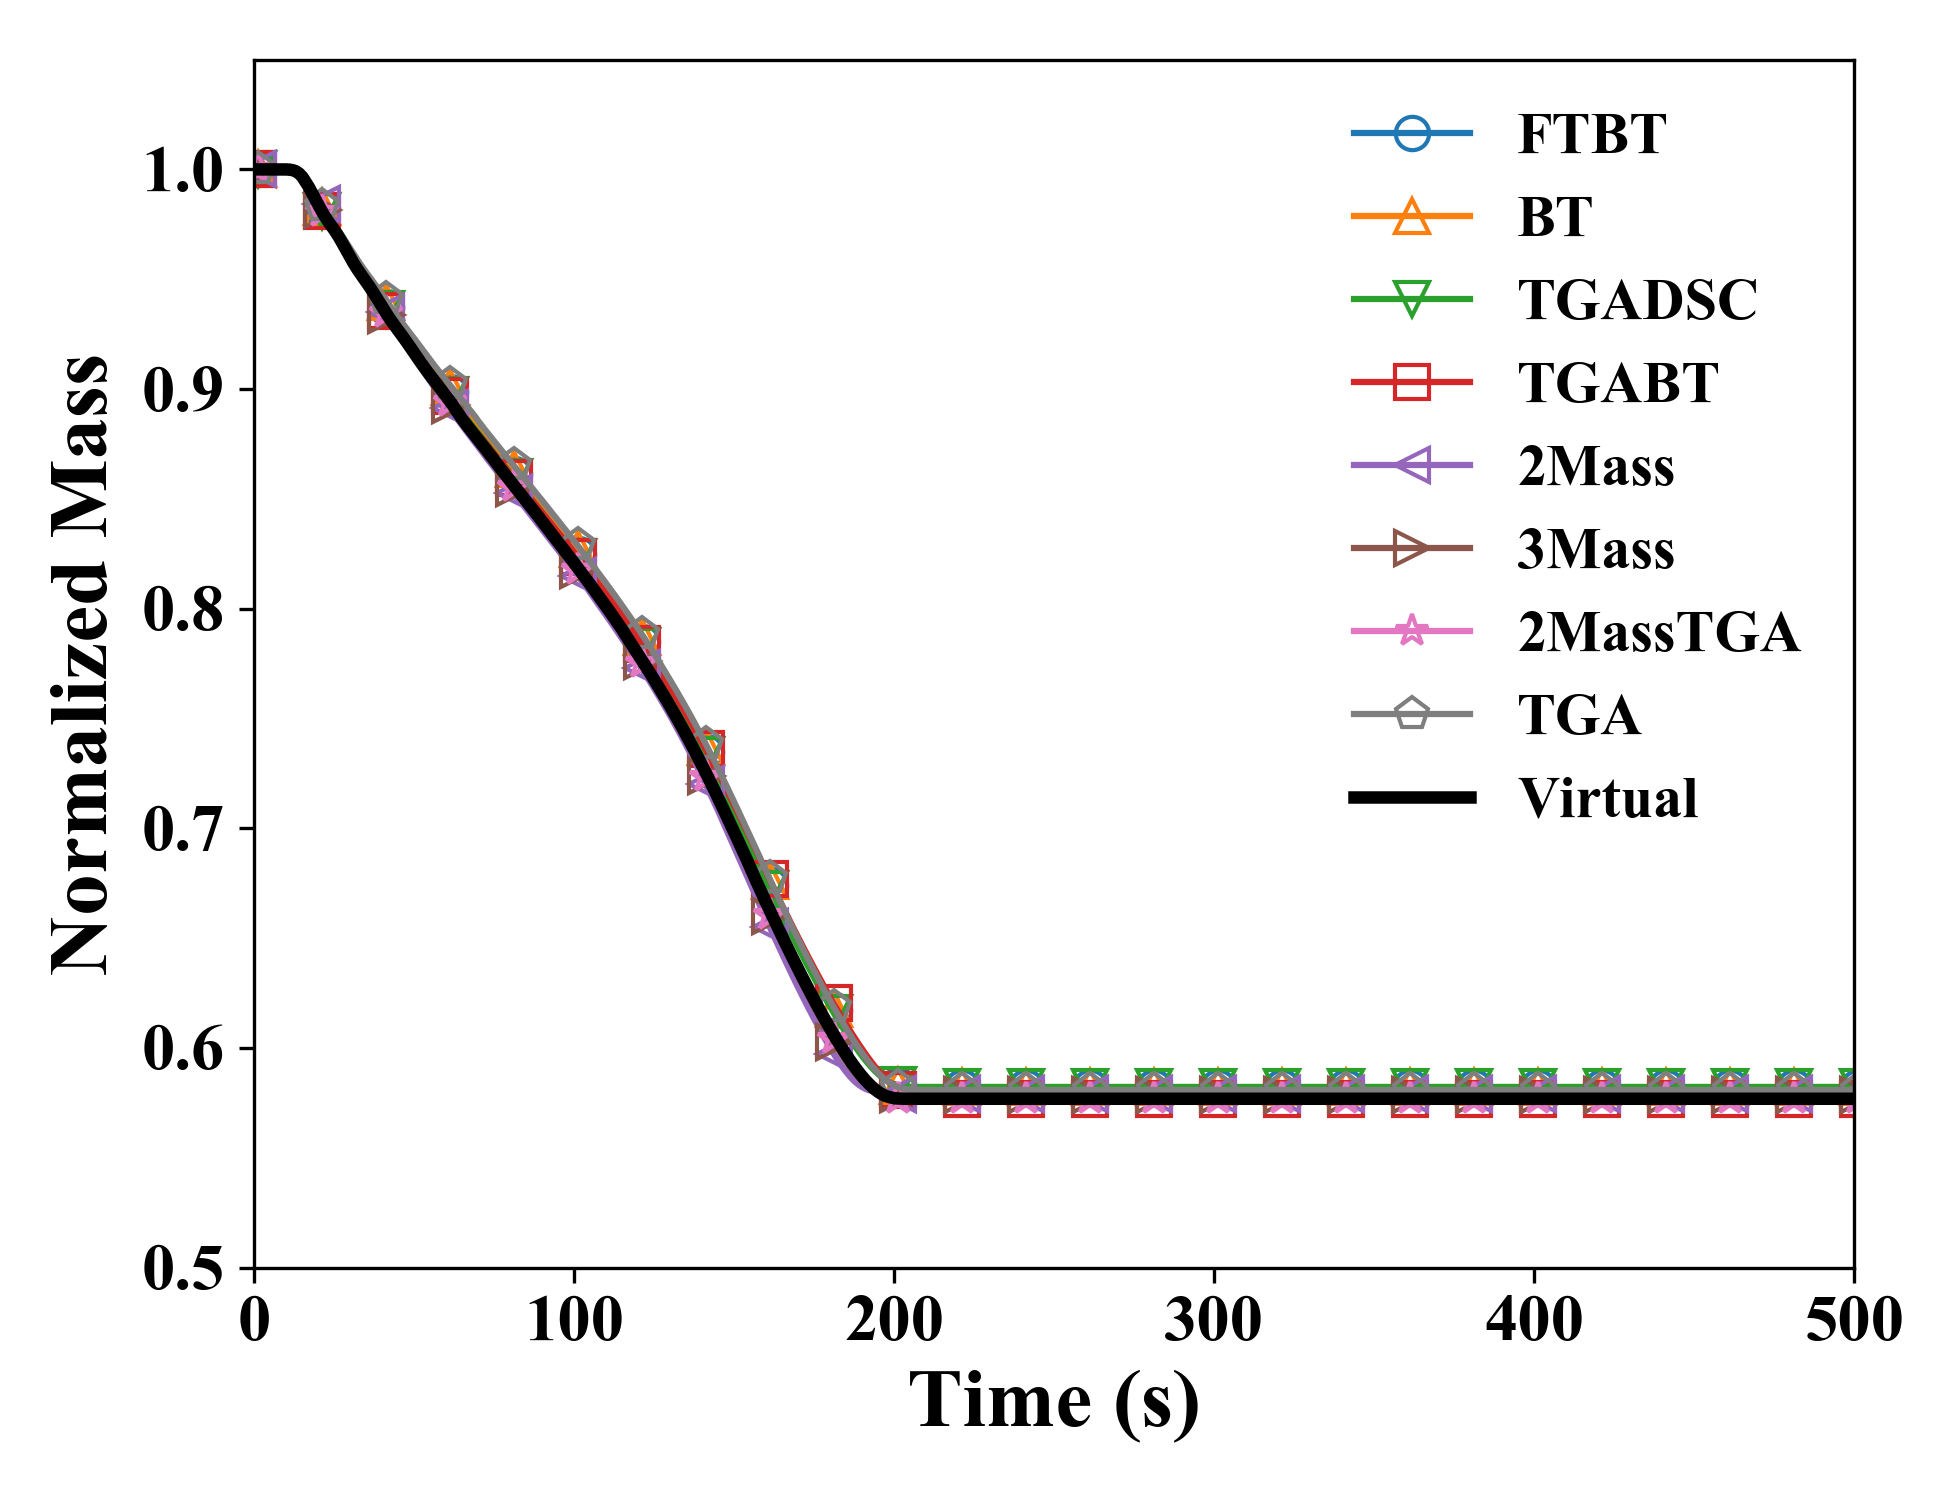 Normalized Mass
1.0
0.9
0.8
0.7
0.6
0.5
0 100 200 300 400 500
Time (s)
FTBT
BT
TGADSC
TGABT
2Mass
3Mass
2MassTGA
TGA
Virtual